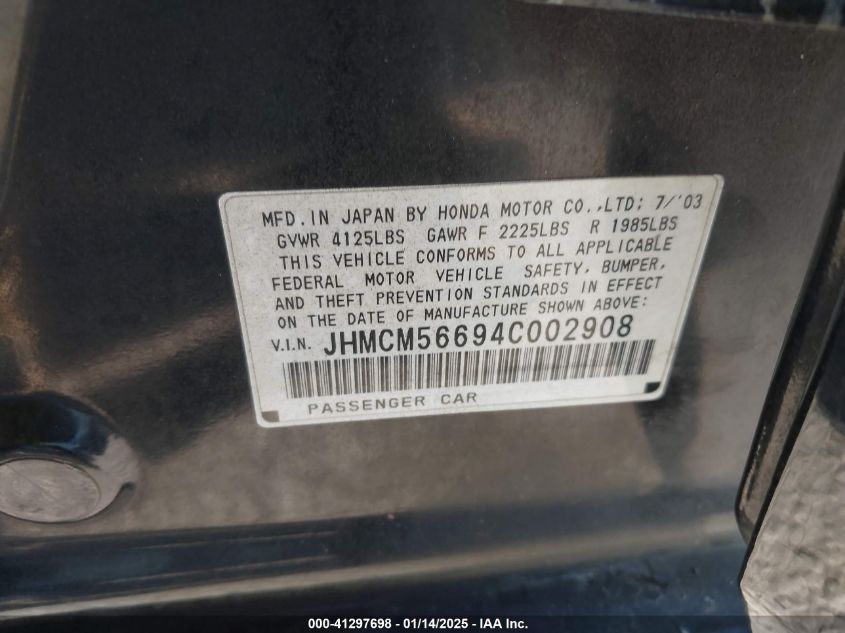 MFD.IN JAPAN BY HONDA MOTOR CO.,LTD; 7/'03
GVWR 4125LBS GAWR F 2225LBS R 1985LBS
THIS VEHICLE CONFORMS TO ALL APPLICABLE
FEDERAL MOTOR VEHICLE SAFETY, BUMPER,
AND THEFT PREVENTION STANDARDS IN EFFECT
ON THE DATE OF MANUFACTURE SHOWN ABOVE:
V.I.N. JHMCM56694C002908
PASSENGER CAR
000-41297698 - 01/14/2025 - IAA Inc.